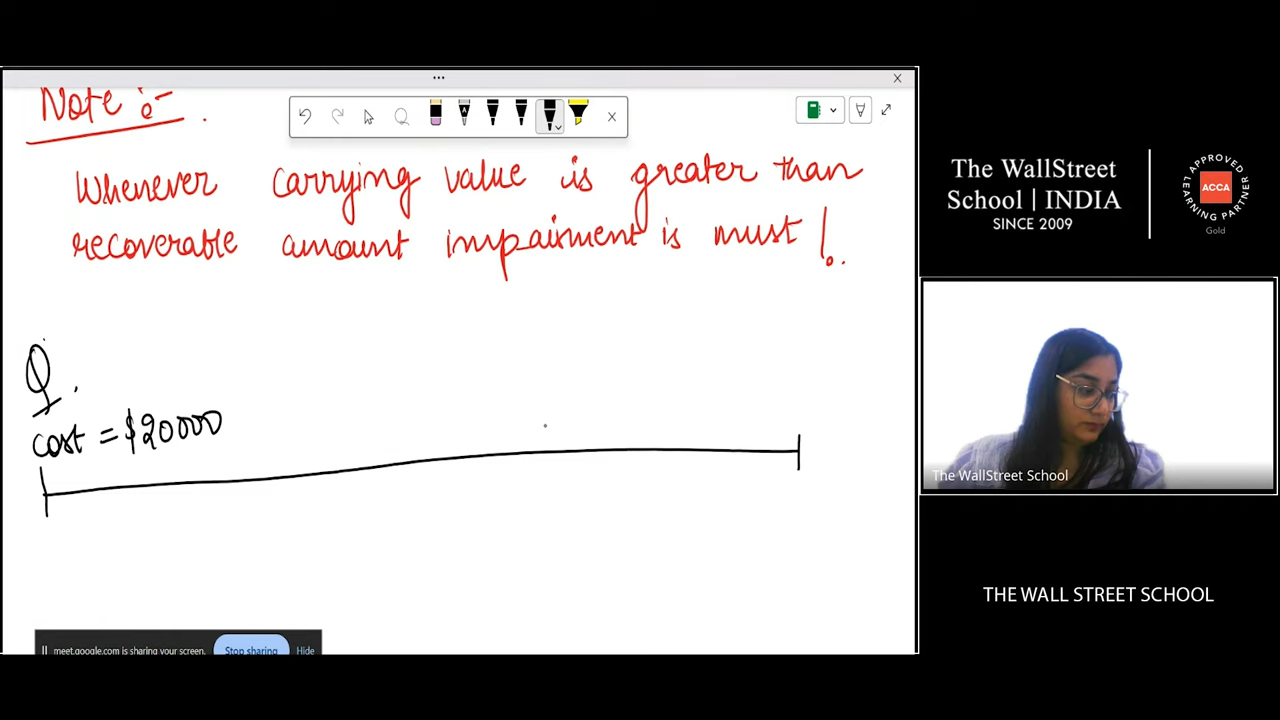 Note :-
Whenever carrying value is greater than
recoverable amount impairment is must !.
Q.
cost = $20000
meet.google.com is sharing your screen.
Stop sharing
Hide
The WallStreet
School | INDIA
SINCE 2009
APPROVED
ACCA
LEARNING PARTNER
Gold
The WallStreet School
THE WALL STREET SCHOOL